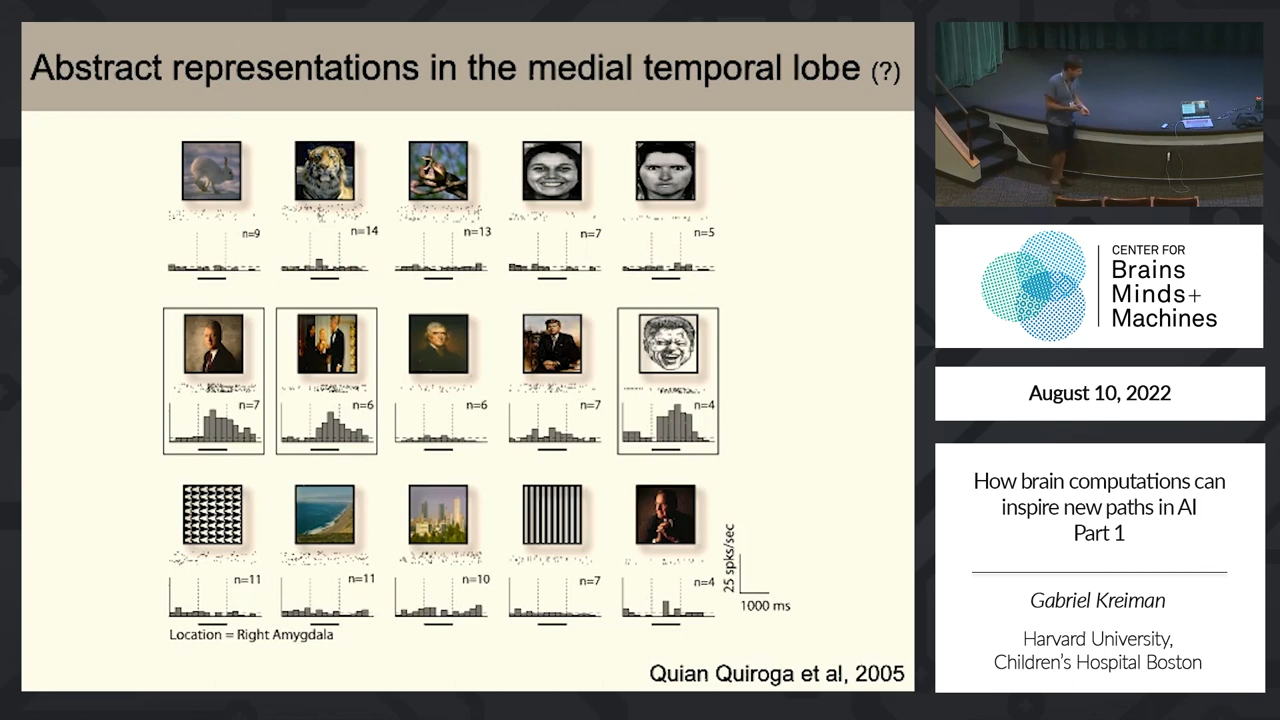 Abstract representations in the medial temporal lobe (?)
n=9
n=14
n=13
n=7
n=5
n=7
n=6
n=6
n=7
n=4
n=11
n=11
n=10
n=7
n=4
25 spks/sec
1000 ms
Location = Right Amygdala
Quian Quiroga et al, 2005
CENTER FOR
Brains
Minds+
Machines
August 10, 2022
How brain computations can
inspire new paths in AI
Part 1
Gabriel Kreiman
Harvard University,
Children's Hospital Boston